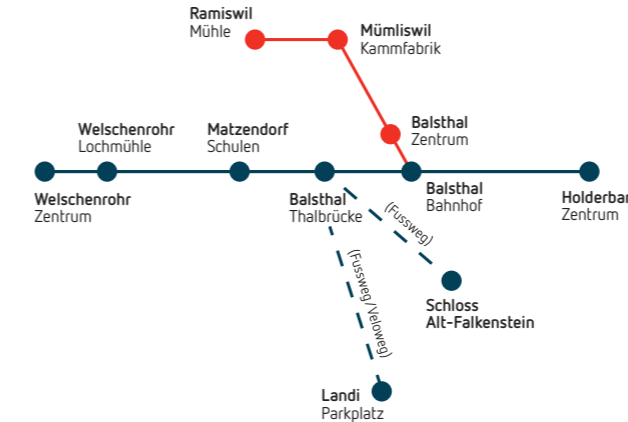 Ramiswil
Mühle
Mümliswil
Kammfabrik
Balsthal
Zentrum
Welschenrohr
Lochmühle
Matzendorf
Schulen
Welschenrohr
Zentrum
Balsthal
Thalbrücke
Balsthal
Bahnhof
Holderban
Zentrum
(Fussweg)
(Fussweg/Veloweg)
Schloss
Alt-Falkenstein
Landi
Parkplatz